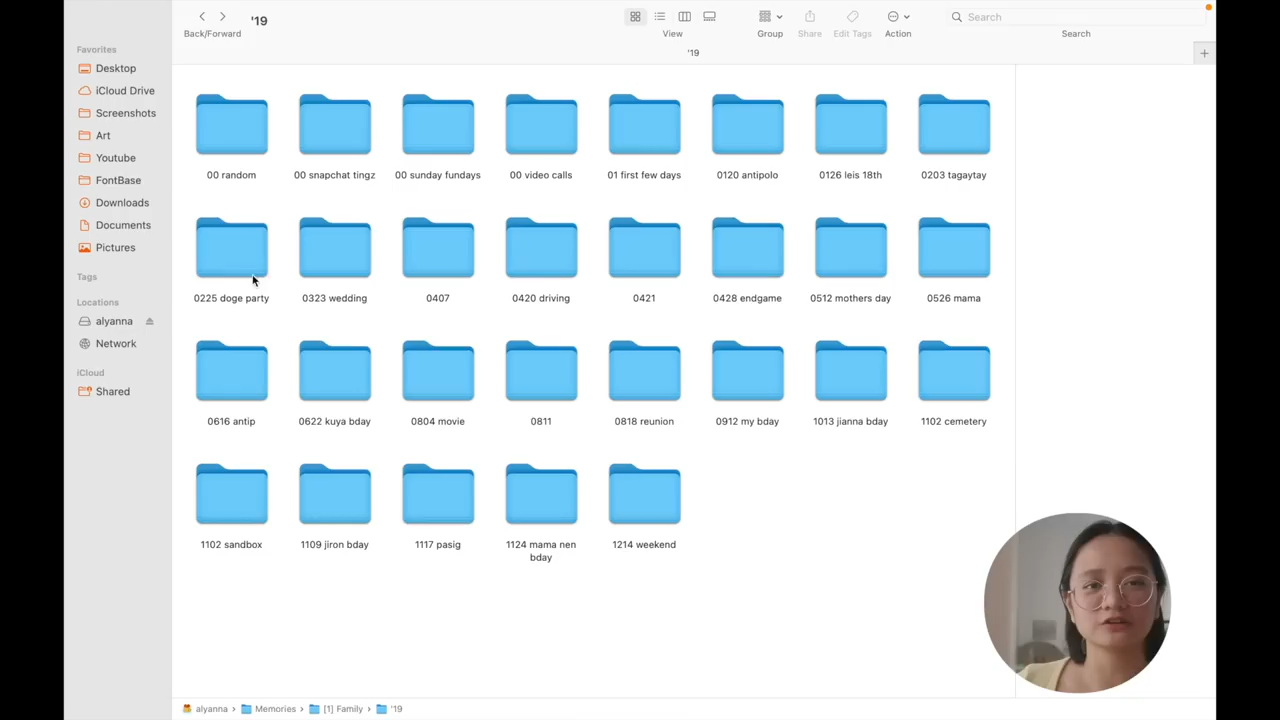 '19
Back/Forward
View
Group
Share
Edit Tags
Action
Search
Search
'19
Favorites
Desktop
iCloud Drive
Screenshots
Art
Youtube
FontBase
Downloads
Documents
Pictures
Tags
Locations
alyanna
Network
iCloud
Shared
00 random
00 snapchat tingz
00 sunday fundays
00 video calls
01 first few days
0120 antipolo
0126 leis 18th
0203 tagaytay
0225 doge party
0323 wedding
0407
0420 driving
0421
0428 endgame
0512 mothers day
0526 mama
0616 antip
0622 kuya bday
0804 movie
0811
0818 reunion
0912 my bday
1013 jianna bday
1102 cemetery
1102 sandbox
1109 jiron bday
1117 pasig
1124 mama nen
bday
1214 weekend
alyanna › Memories › [1] Family › '19